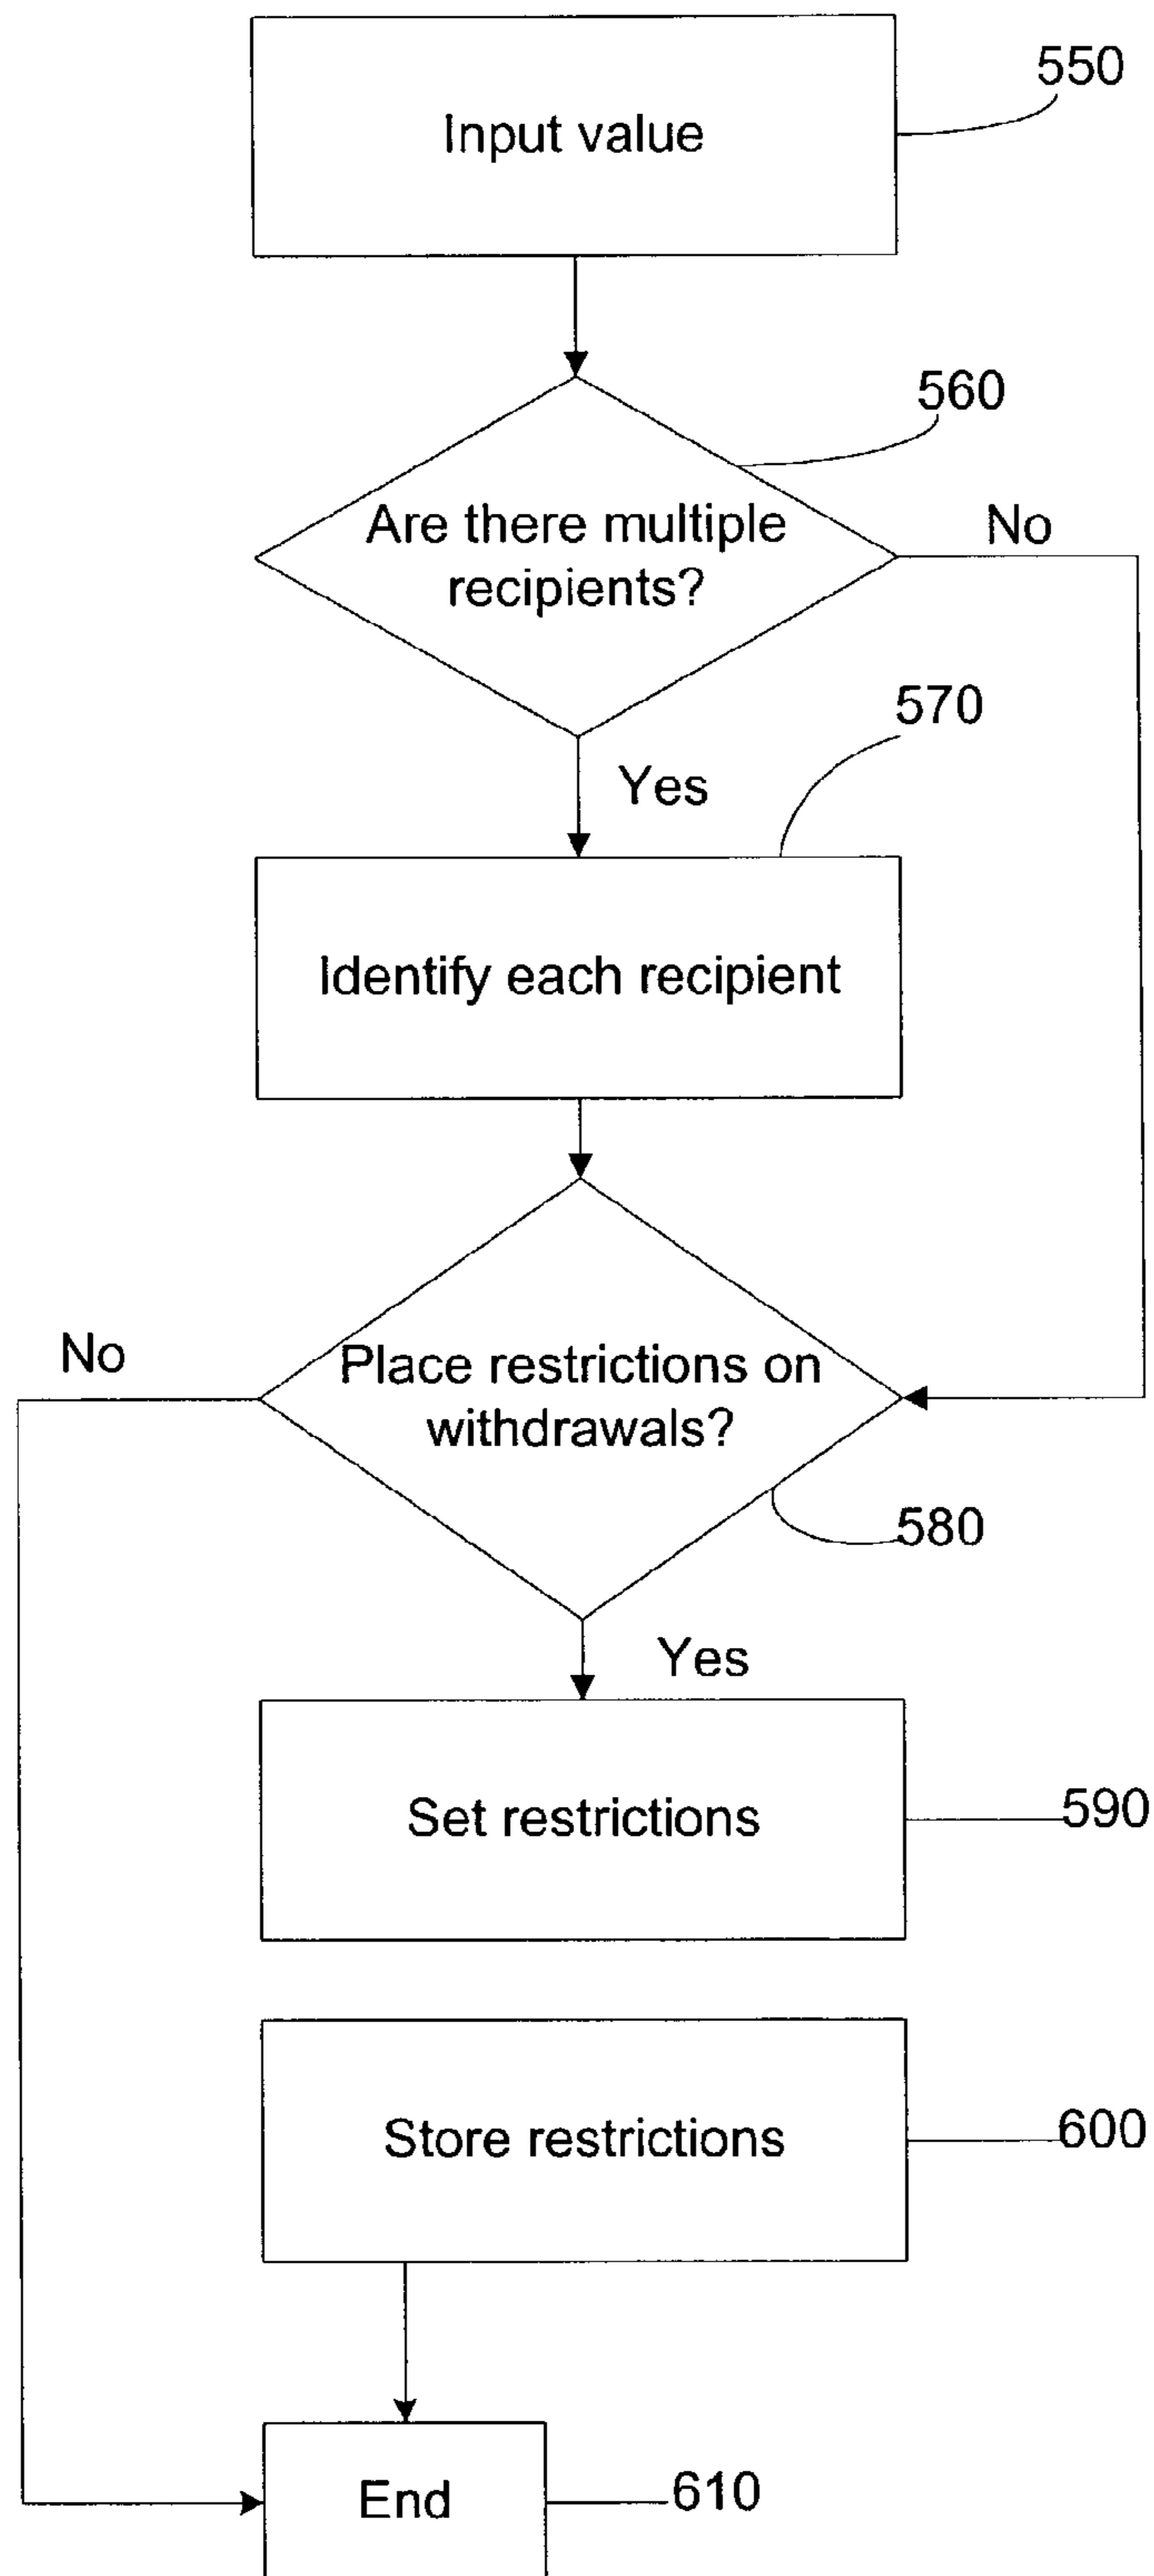 Input value
550
560
Are there multiple
recipients?
No
570
Yes
Identify each recipient
No
Place restrictions on
withdrawals?
580
Yes
Set restrictions
590
Store restrictions
600
End
610